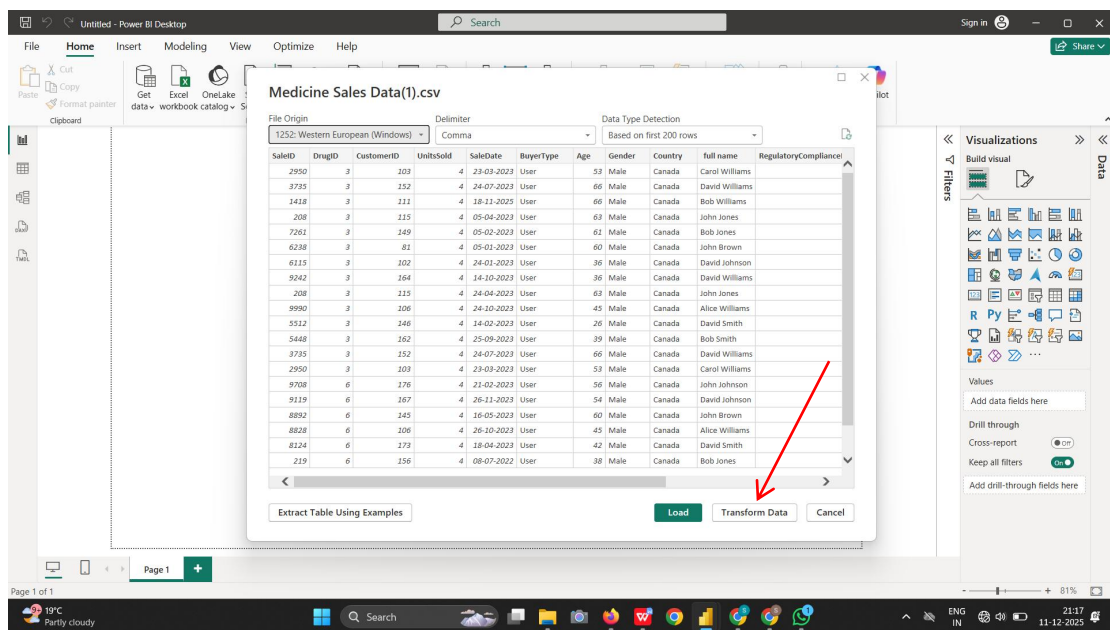 Untitled - Power BI Desktop
Search
Sign in
File Home Insert Modeling View Optimize Help
Share
Paste
Cut
Copy
Format painter
Clipboard
Get data
Excel workbook
OneLake catalog
Medicine Sales Data(1).csv
File Origin Delimiter Data Type Detection
1252: Western European (Windows) Comma Based on first 200 rows
SaleID DrugID CustomerID UnitsSold SaleDate BuyerType Age Gender Country full name RegulatoryCompliance
2950 3 103 4 23-03-2023 User 53 Male Canada Carol Williams
3735 3 152 4 24-07-2023 User 66 Male Canada David Williams
1418 3 111 4 18-11-2025 User 66 Male Canada Bob Williams
208 3 115 4 05-04-2023 User 63 Male Canada John Jones
7261 3 149 4 05-02-2023 User 61 Male Canada Bob Jones
6238 3 81 4 05-01-2023 User 60 Male Canada John Brown
6115 3 102 4 24-01-2023 User 36 Male Canada David Johnson
9242 3 164 4 14-10-2023 User 36 Male Canada David Williams
208 3 115 4 24-04-2023 User 63 Male Canada John Jones
9990 3 106 4 24-10-2023 User 45 Male Canada Alice Williams
5512 3 146 4 14-02-2023 User 26 Male Canada David Smith
5448 3 162 4 25-09-2023 User 39 Male Canada Bob Smith
3735 3 152 4 24-07-2023 User 66 Male Canada David Williams
2950 3 103 4 23-03-2023 User 53 Male Canada Carol Williams
9708 6 176 4 21-02-2023 User 56 Male Canada John Johnson
9119 6 167 4 26-11-2023 User 54 Male Canada David Johnson
8892 6 145 4 16-05-2023 User 60 Male Canada John Brown
8828 6 106 4 26-10-2023 User 45 Male Canada Alice Williams
8124 6 173 4 18-04-2023 User 42 Male Canada David Smith
219 6 156 4 08-07-2022 User 38 Male Canada Bob Jones
Extract Table Using Examples Load Transform Data Cancel
Filters
Visualizations
Build visual
R Py
Values
Add data fields here
Drill through
Cross-report Off
Keep all filters On
Add drill-through fields here
Data
Page 1
Page 1 of 1
81%
19°C
Partly cloudy
Search
ENG
IN
21:17
11-12-2025